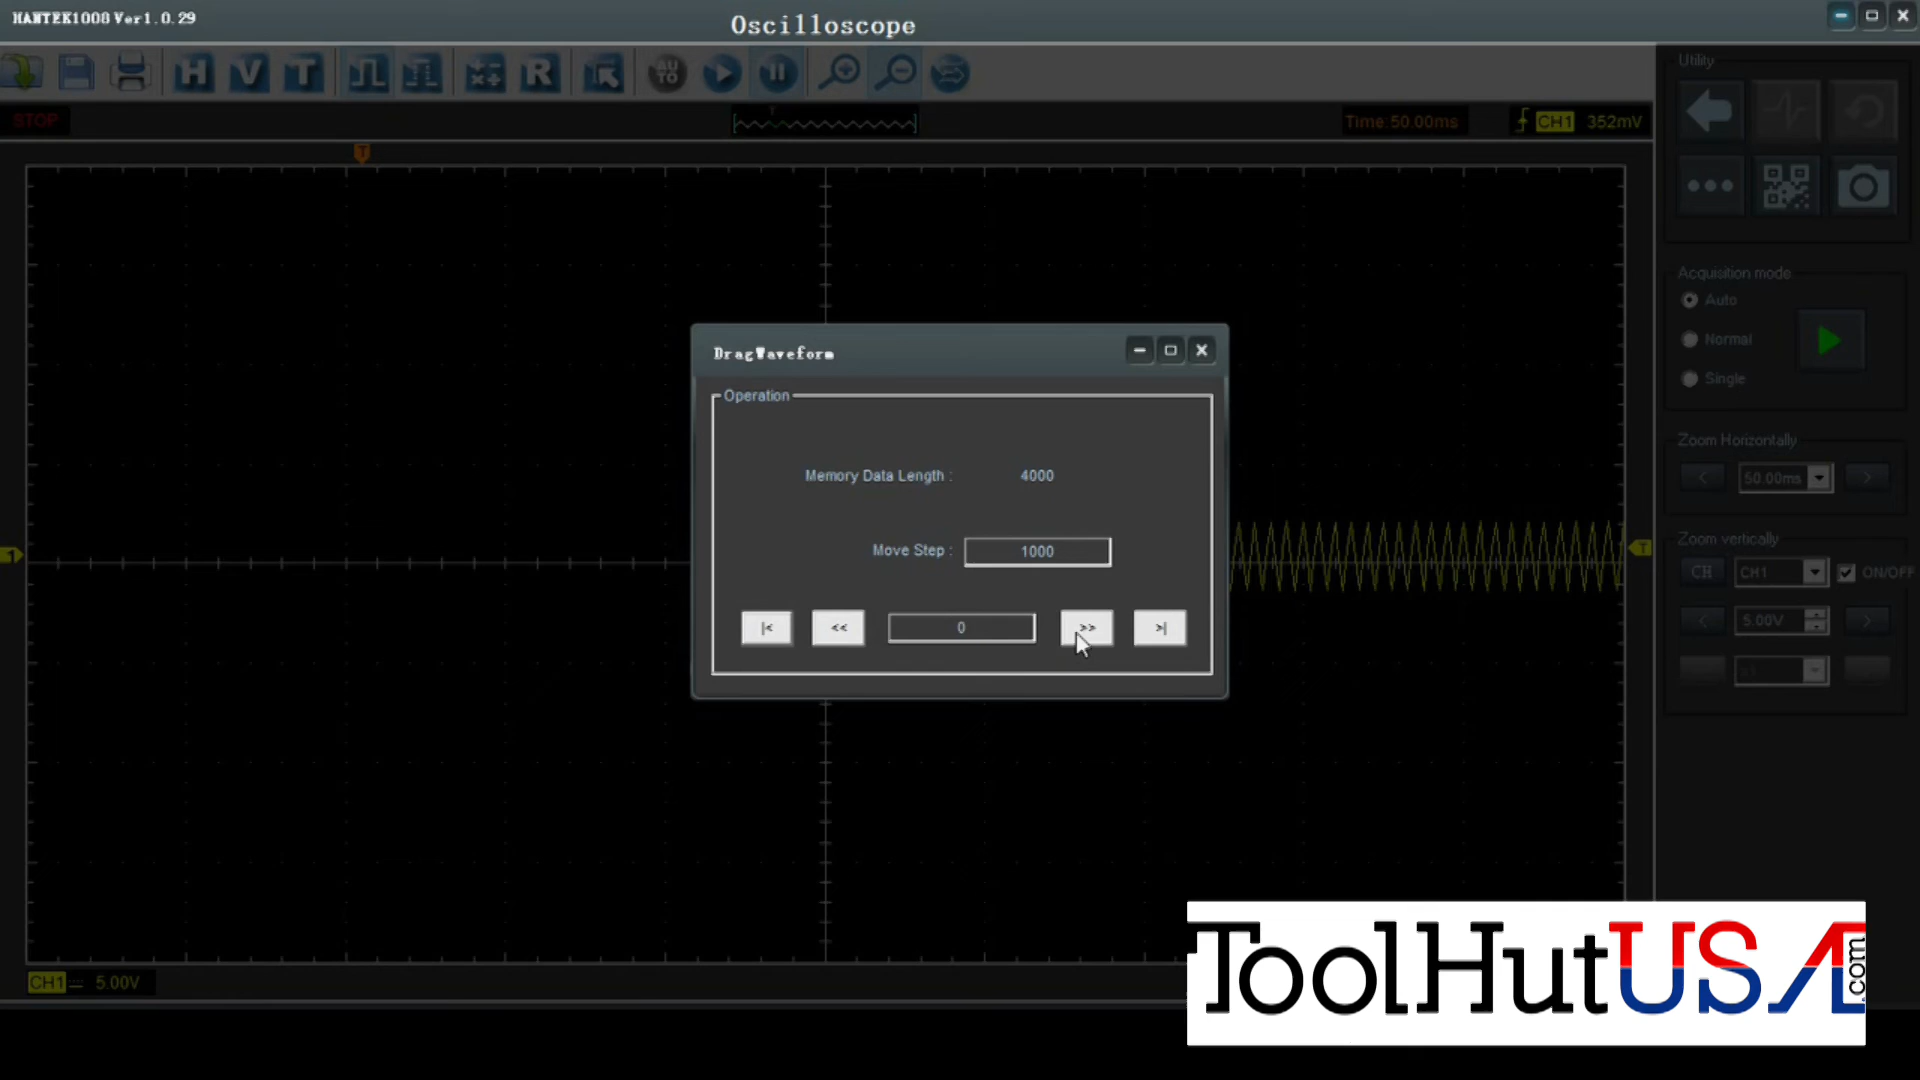 HANTEK1008 Ver1.0.29
Oscilloscope
H V T R AUTO
STOP
T
Time:50.00ms
CH1 352mV
T
1
T
DragWaveform
Operation
Memory Data Length : 4000
Move Step : 1000
|< << 0 >> >|
Utility
Acquisition mode
Auto
Normal
Single
Zoom Horizontally
< 50.00ms >
Zoom vertically
CH CH1 ON/OFF
< 5.00V >
CH1 5.00V
ToolHutUSA.com